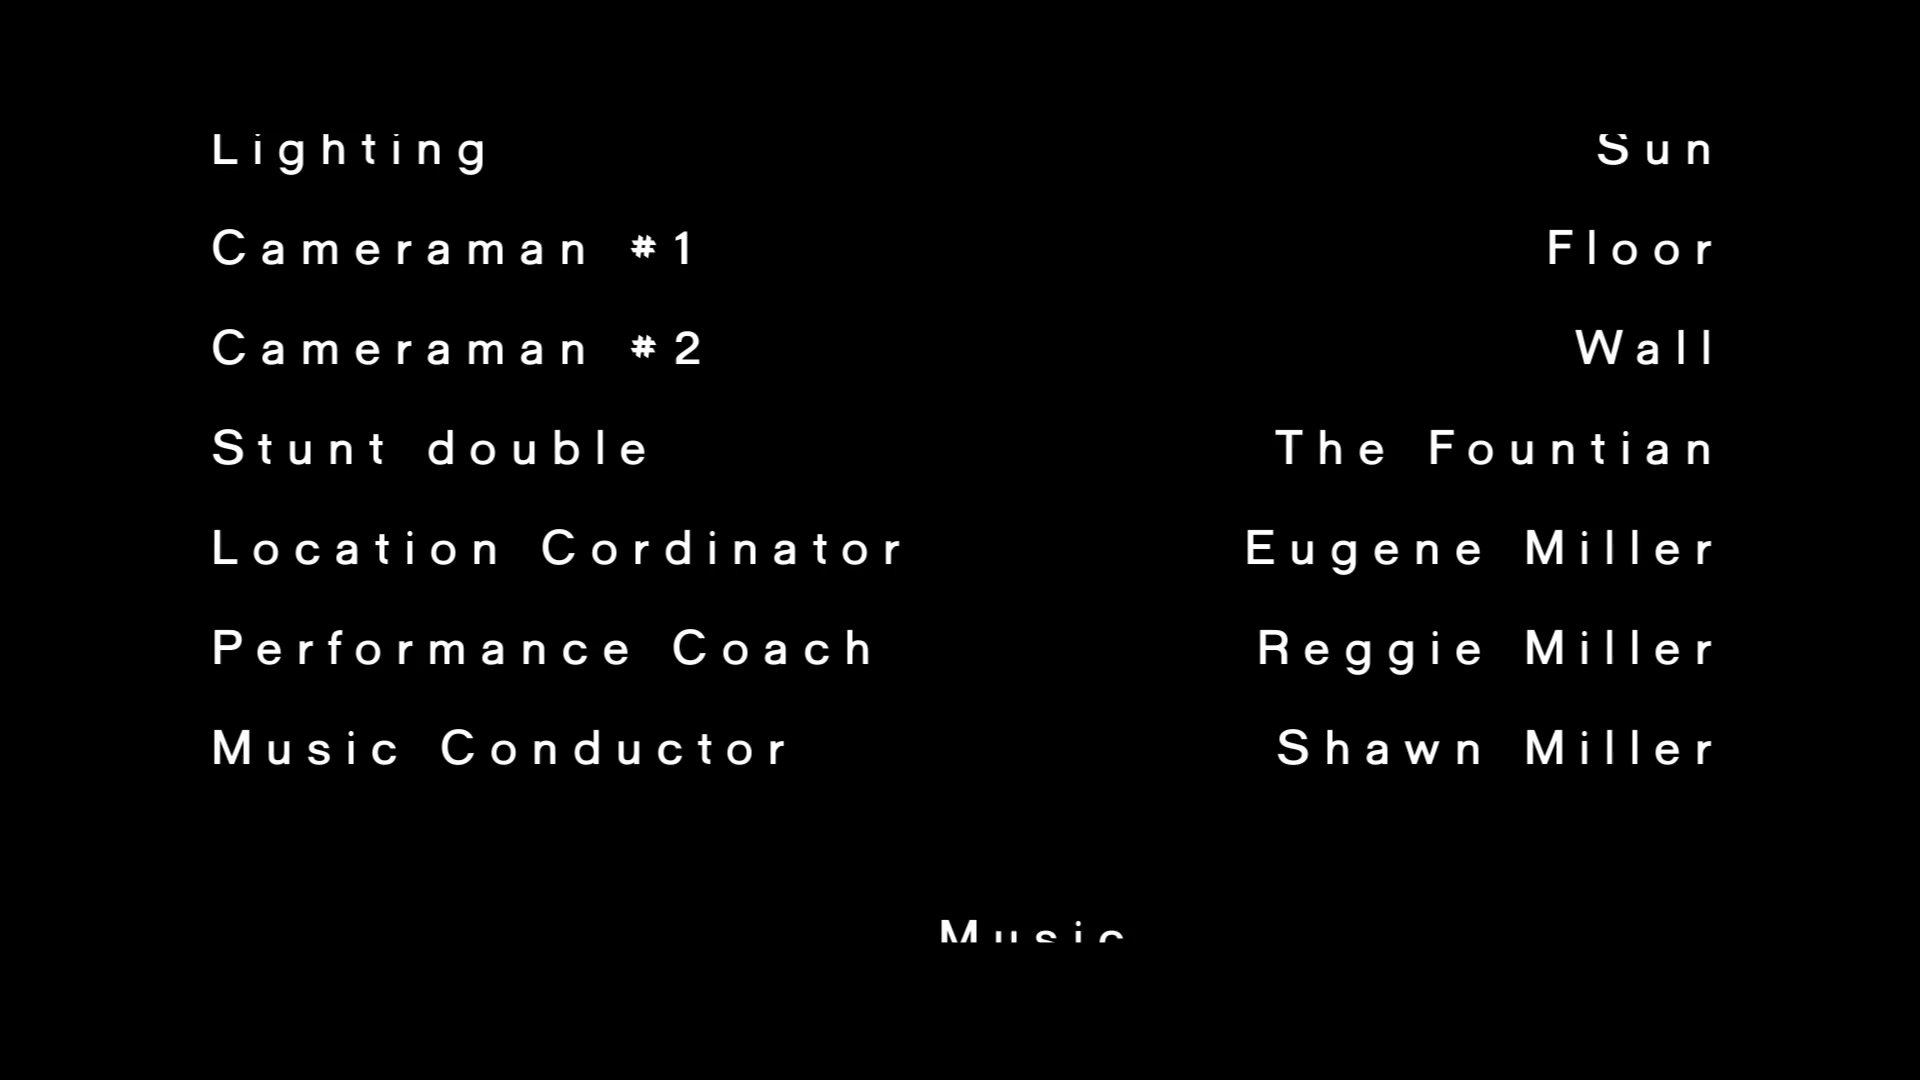 Lighting Sun
Cameraman #1 Floor
Cameraman #2 Wall
Stunt double The Fountian
Location Cordinator Eugene Miller
Performance Coach Reggie Miller
Music Conductor Shawn Miller
Music